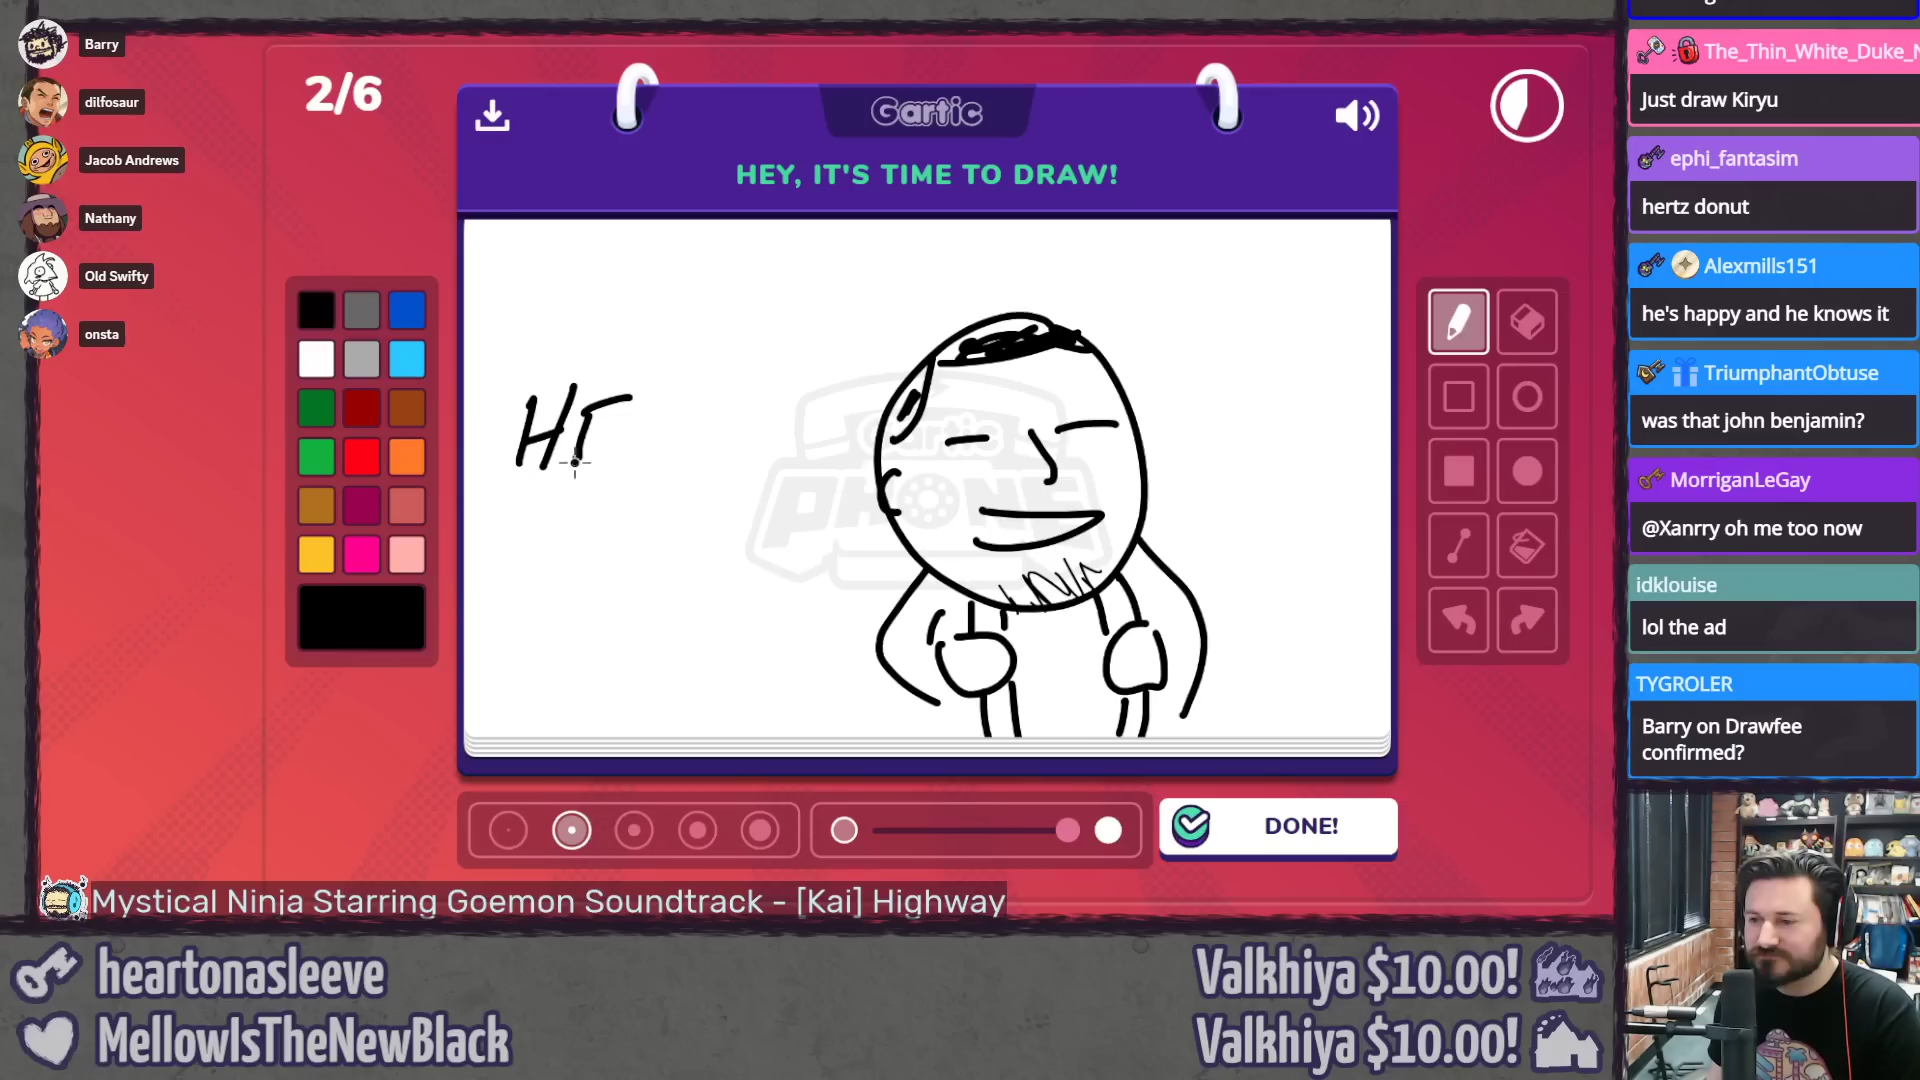 Barry
dilfosaur
Jacob Andrews
Nathany
Old Swifty
onsta
2/6
Gartic
HEY, IT'S TIME TO DRAW!
Gartic
PHONE
HI
DONE!
Mystical Ninja Starring Goemon Soundtrack - [Kai] Highway
heartonasleeve
MellowIsTheNewBlack
Valkhiya $10.00!
Valkhiya $10.00!
The_Thin_White_Duke_
Just draw Kiryu
ephi_fantasim
hertz donut
Alexmills151
he's happy and he knows it
TriumphantObtuse
was that john benjamin?
MorriganLeGay
@Xanrry oh me too now
idklouise
lol the ad
TYGROLER
Barry on Drawfee
confirmed?